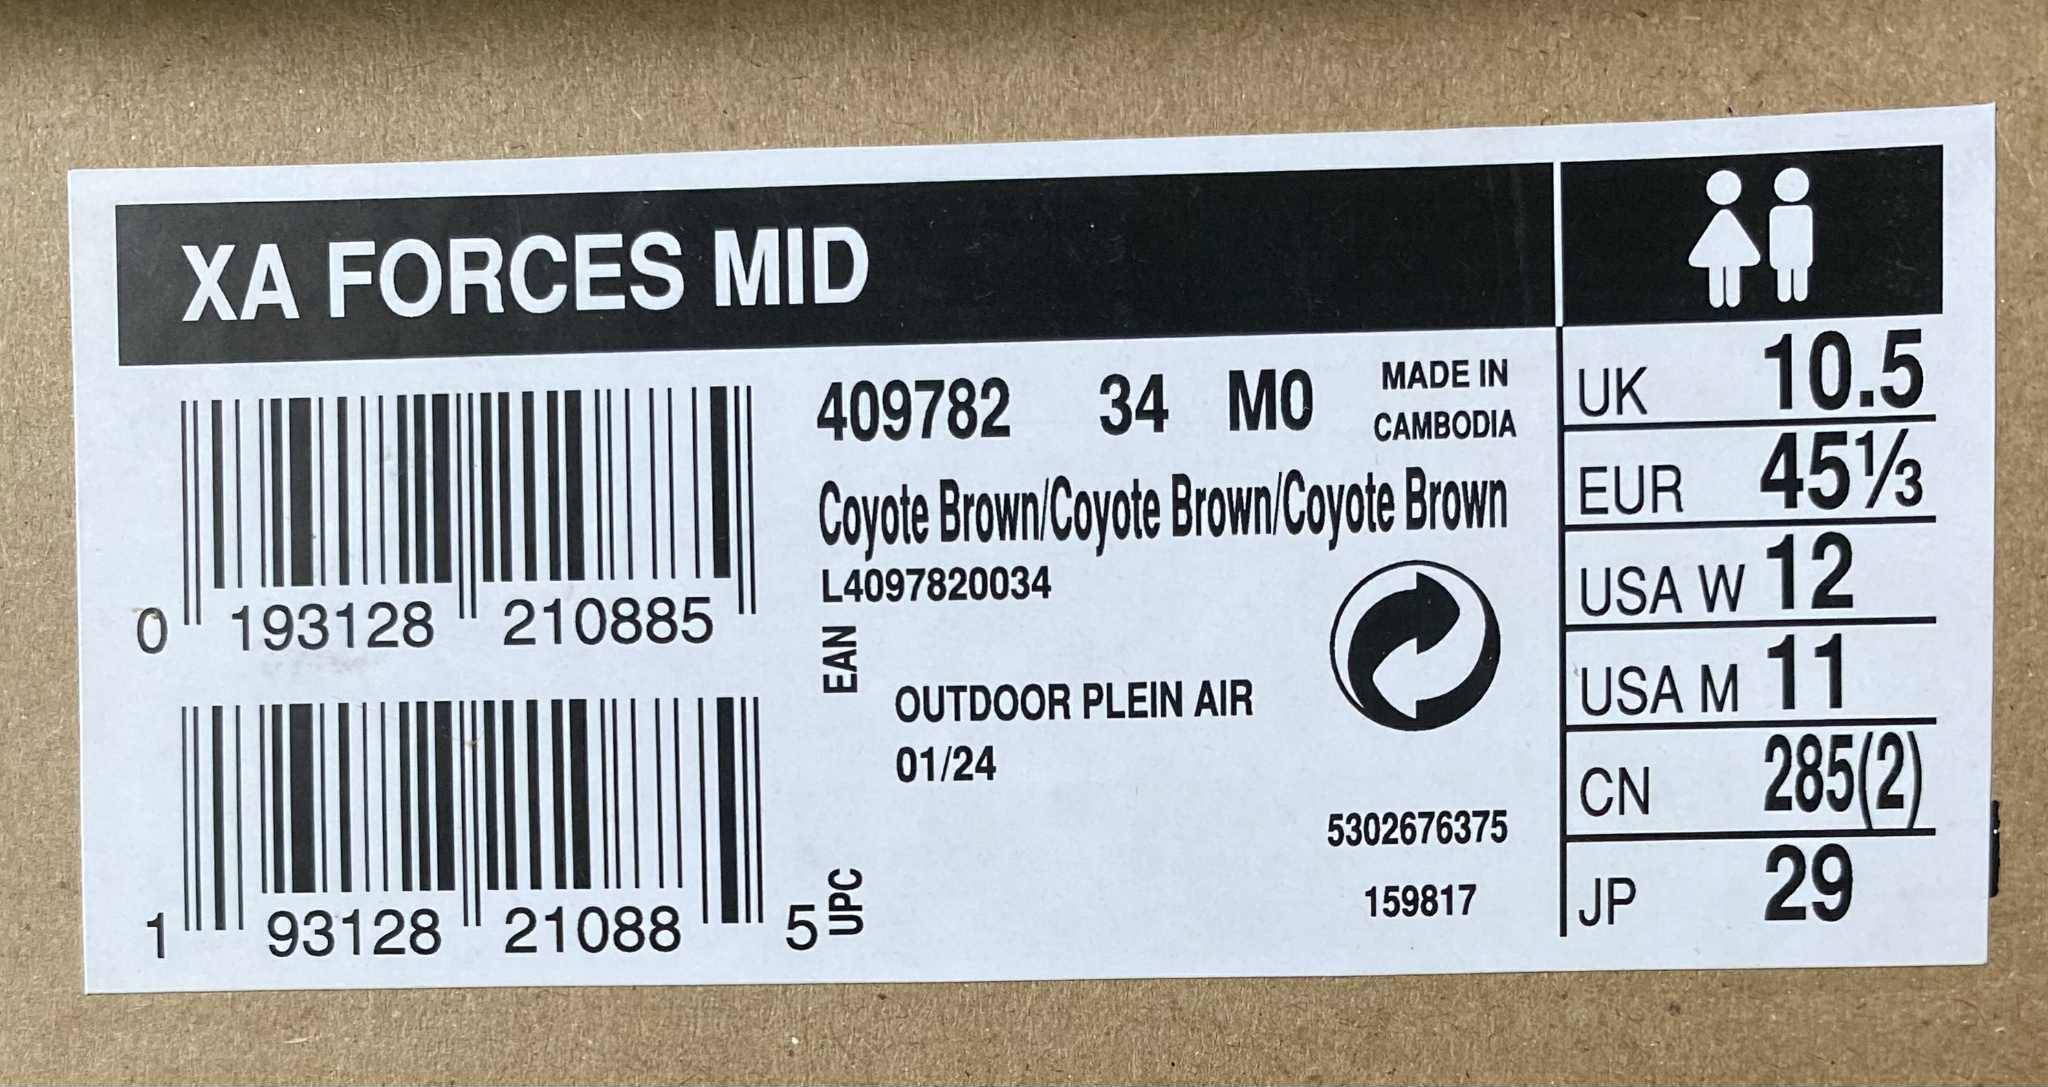 XA FORCES MID
409782 34 M0 MADE IN
CAMBODIA
Coyote Brown/Coyote Brown/Coyote Brown
L4097820034
0 193128 210885
EAN
OUTDOOR PLEIN AIR
01/24
5302676375
159817
1 93128 21088 5
UPC
UK 10.5
EUR 45⅓
USA W 12
USA M 11
CN 285(2)
JP 29